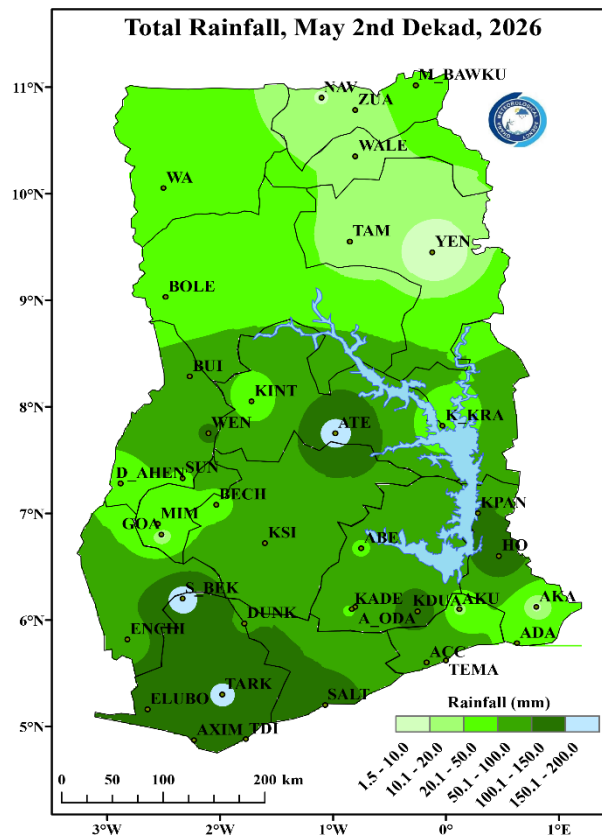 Total Rainfall, May 2nd Dekad, 2026
11°N
10°N
9°N
8°N
7°N
6°N
5°N
M_BAWKU
NAV
ZUA
WALE
WA
TAM
YEN
BOLE
BUI
KINT
WEN
ATE
K_KRA
D_AHEN
SUN
BECH
KPAN
GOA
MIM
KSI
ABE
HO
S_BEK
KADE
KDUA
AKU
AKA
A_ODA
DUNK
ENCHI
ADA
ACC
TEMA
TARK
ELUBO
SALT
AXIM
TDI
Rainfall (mm)
1.5 - 10.0
10.1 - 20.0
20.1 - 50.0
50.1 - 100.0
100.1 - 150.0
150.1 - 200.0
0 50 100 200 km
3°W 2°W 1°W 0° 1°E